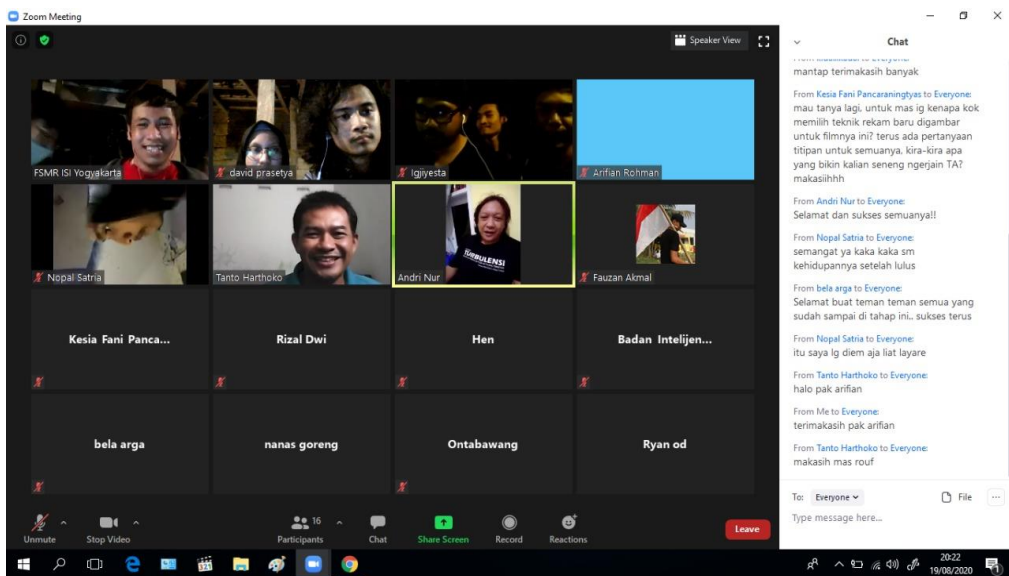 Zoom Meeting
Speaker View
FSMR ISI Yogyakarta
david prasetya
Igjiyesta
Arifian Rohman
Nopal Satria
Tanto Harthoko
TURBULENSI
Andri Nur
Fauzan Akmal
Kesia Fani Panca...
Rizal Dwi
Hen
Badan Intelijen...
bela arga
nanas goreng
Ontabawang
Ryan od
Unmute
Stop Video
16
Participants
Chat
Share Screen
Record
Reactions
Leave
Chat
mantap terimakasih banyak
From Kesia Fani Pancaraningtyas to Everyone:
mau tanya lagi, untuk mas ig kenapa kok
memilih teknik rekam baru digambar
untuk filmnya ini? terus ada pertanyaan
titipan untuk semuanya, kira-kira apa
yang bikin kalian seneng ngerjain TA?
makasiihhh
From Andri Nur to Everyone:
Selamat dan sukses semuanya!!
From Nopal Satria to Everyone:
semangat ya kaka kaka sm
kehidupannya setelah lulus
From bela arga to Everyone:
Selamat buat teman teman semua yang
sudah sampai di tahap ini.. sukses terus
From Nopal Satria to Everyone:
itu saya lg diem aja liat layare
From Tanto Harthoko to Everyone:
halo pak arifian
From Me to Everyone:
terimakasih pak arifian
From Tanto Harthoko to Everyone:
makasih mas rouf
To: Everyone
File
Type message here...
20:22
19/08/2020